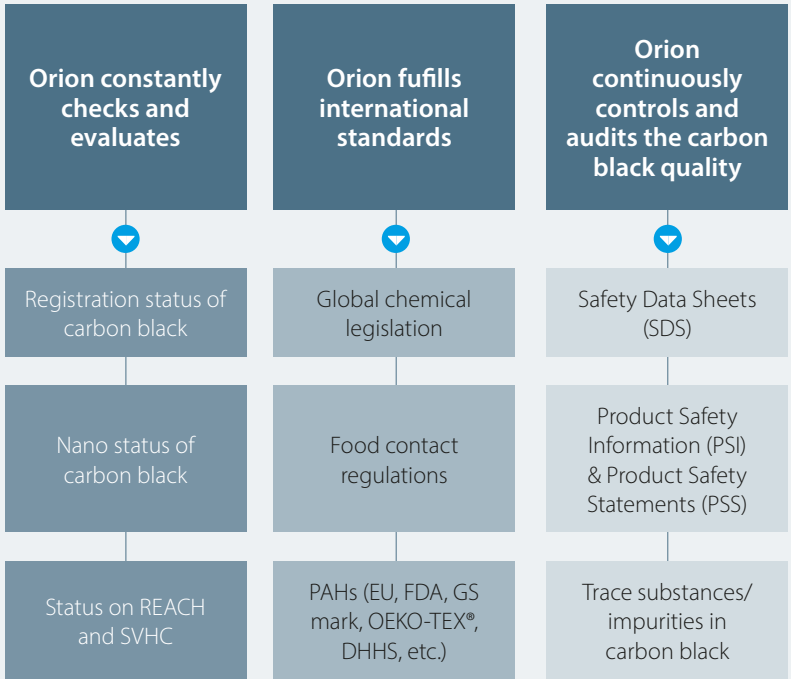 Orion constantly
checks and
evaluates
Registration status of
carbon black
Nano status of
carbon black
Status on REACH
and SVHC
Orion fufills
international
standards
Global chemical
legislation
Food contact
regulations
PAHs (EU, FDA, GS
mark, OEKO-TEX®,
DHHS, etc.)
Orion
continuously
controls and
audits the carbon
black quality
Safety Data Sheets
(SDS)
Product Safety
Information (PSI)
& Product Safety
Statements (PSS)
Trace substances/
impurities in
carbon black